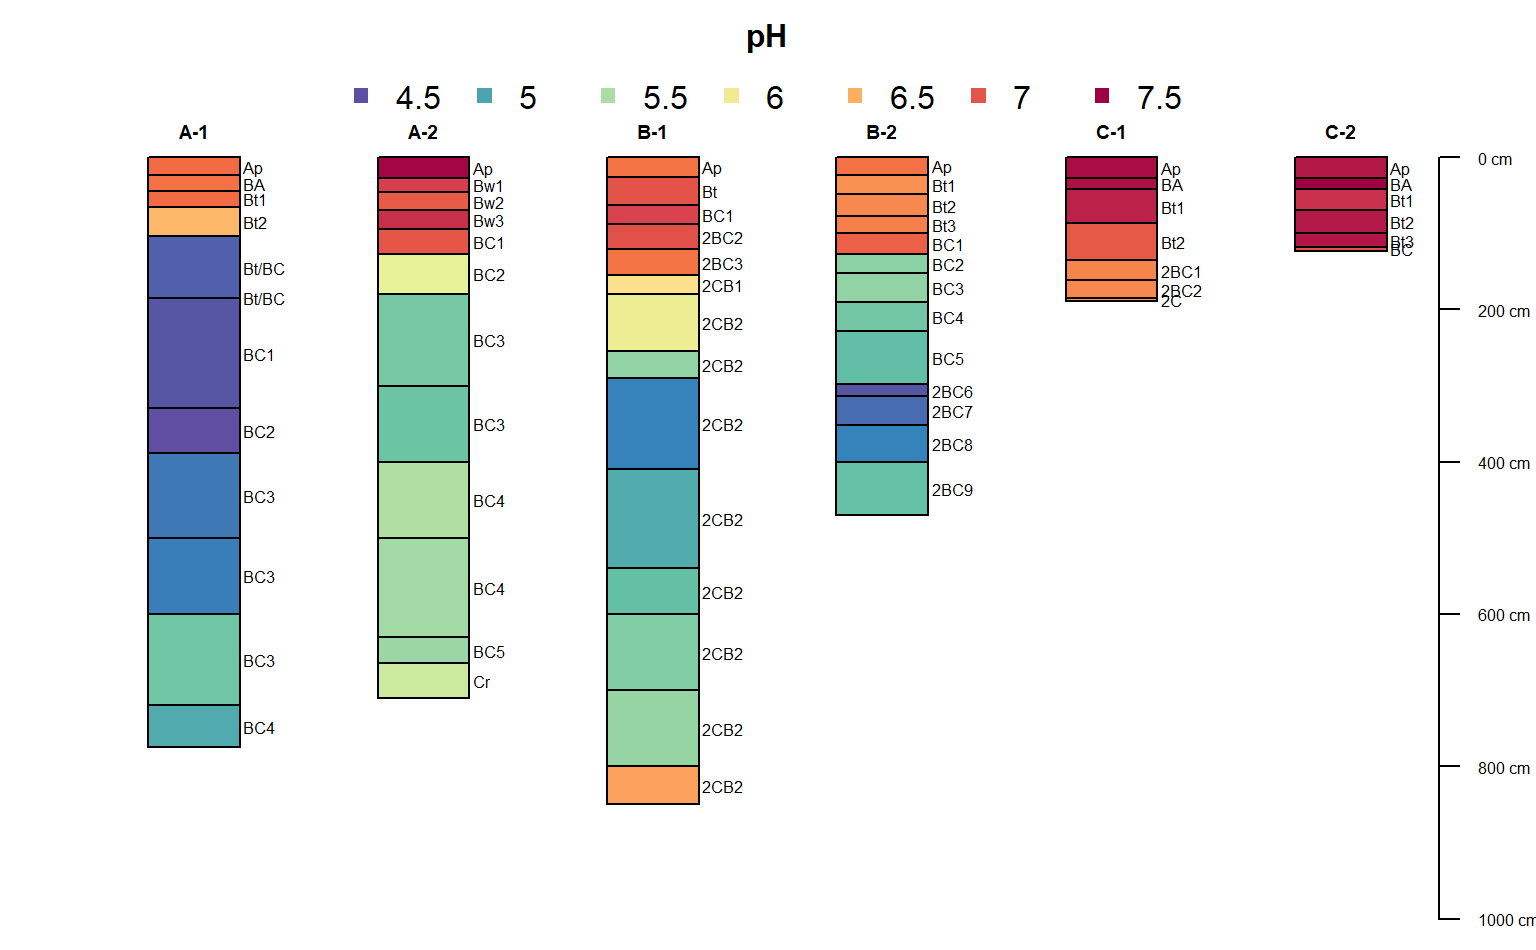 pH
4.5 5 5.5 6 6.5 7 7.5
A-1 A-2 B-1 B-2 C-1 C-2
Ap
BA
Bt1
Bt2
Bt/BC
Bt/BC
BC1
BC2
BC3
BC3
BC3
BC4
Ap
Bw1
Bw2
Bw3
BC1
BC2
BC3
BC3
BC4
BC4
BC5
Cr
Ap
Bt
BC1
2BC2
2BC3
2CB1
2CB2
2CB2
2CB2
2CB2
2CB2
2CB2
2CB2
2CB2
Ap
Bt1
Bt2
Bt3
BC1
BC2
BC3
BC4
BC5
2BC6
2BC7
2BC8
2BC9
Ap
BA
Bt1
Bt2
2BC1
2BC2
2C
Ap
BA
Bt1
Bt2
Bt3
BC
0 cm
200 cm
400 cm
600 cm
800 cm
1000 cm